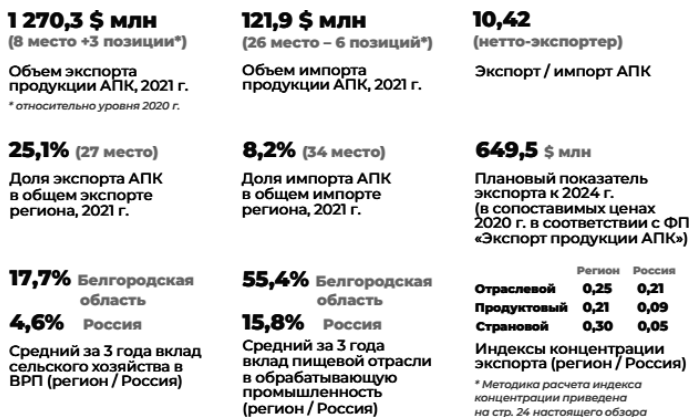 1 270,3 $ млн
(8 место +3 позиции*)
Объем экспорта
продукции АПК, 2021 г.
* относительно уровня 2020 г.
121,9 $ млн
(26 место – 6 позиций*)
Объем импорта
продукции АПК, 2021 г.
10,42
(нетто-экспортер)
Экспорт / импорт АПК
25,1% (27 место)
Доля экспорта АПК
в общем экспорте
региона, 2021 г.
8,2% (34 место)
Доля импорта АПК
в общем импорте
региона, 2021 г.
649,5 $ млн
Плановый показатель
экспорта к 2024 г.
(в сопоставимых ценах
2020 г. в соответствии с ФП
«Экспорт продукции АПК»)
17,7% Белгородская
область
4,6% Россия
Средний за 3 года вклад
сельского хозяйства в
ВРП (регион / Россия)
55,4% Белгородская
область
15,8% Россия
Средний за 3 года
вклад пищевой отрасли
в обрабатывающую
промышленность
(регион / Россия)
Регион Россия
Отраслевой 0,25 0,21
Продуктовый 0,21 0,09
Страновой 0,30 0,05
Индексы концентрации
экспорта (регион / Россия)
* Методика расчета индекса
концентрации приведена
на стр. 24 настоящего обзора